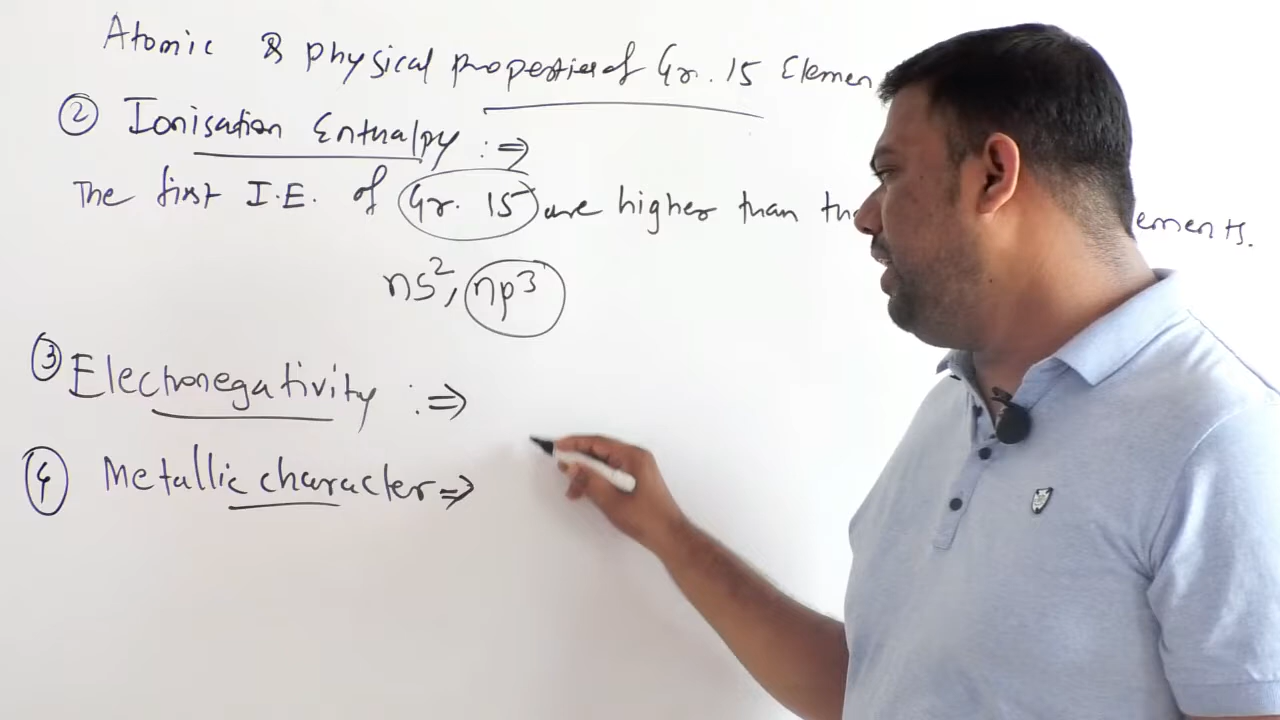 Atomic & physical properties of Gr. 15 Elemen
② Ionisation Enthalpy :⇒
The first I.E. of Gr. 15 are higher than the ements.
ns², np³
③ Electronegativity :⇒
④ Metallic character ⇒